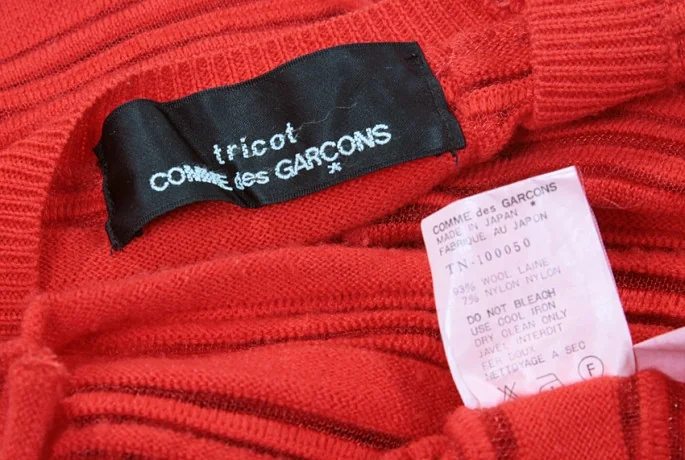 tricot
COMME des GARÇONS
*
COMME des GARCONS
*
MADE IN JAPAN
FABRIQUE AU JAPON
TN-100050
93% WOOL LAINE
7% NYLON NYLON
DO NOT BLEACH
USE COOL IRON
DRY CLEAN ONLY
JAVEL INTERDIT
FER DOUX
NETTOYAGE A SEC
F